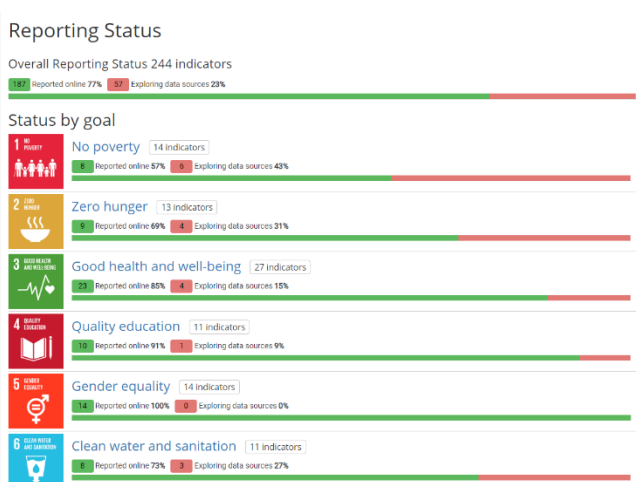 Reporting Status
Overall Reporting Status 244 indicators
187 Reported online 77% 57 Exploring data sources 23%
Status by goal
1 NO POVERTY
No poverty 14 indicators
8 Reported online 57% 6 Exploring data sources 43%
2 ZERO HUNGER
Zero hunger 13 indicators
9 Reported online 69% 4 Exploring data sources 31%
3 GOOD HEALTH AND WELL-BEING
Good health and well-being 27 indicators
23 Reported online 85% 4 Exploring data sources 15%
4 QUALITY EDUCATION
Quality education 11 indicators
10 Reported online 91% 1 Exploring data sources 9%
5 GENDER EQUALITY
Gender equality 14 indicators
14 Reported online 100% 0 Exploring data sources 0%
6 CLEAN WATER AND SANITATION
Clean water and sanitation 11 indicators
8 Reported online 73% 3 Exploring data sources 27%